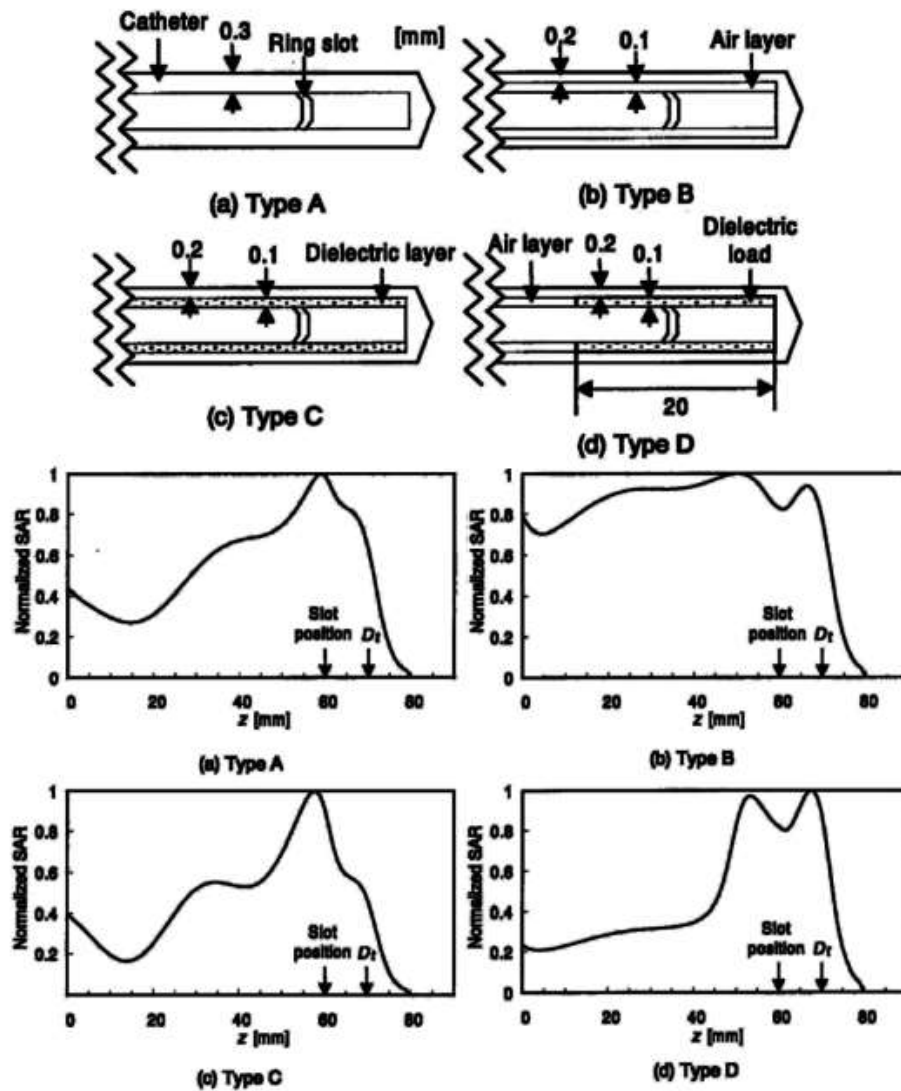 Catheter 0.3 Ring slot [mm]
0.2 0.1 Air layer
(a) Type A
(b) Type B
0.2 0.1 Dielectric layer
Air layer 0.2 0.1 Dielectric load
20
(c) Type C
(d) Type D
Normalized SAR
1
0.8
0.6
0.4
0.2
0
Slot
position Dt
0 20 40 60 80
z [mm]
(a) Type A
Normalized SAR
1
0.8
0.6
0.4
0.2
0
Slot
position Dt
0 20 40 60 80
z [mm]
(b) Type B
Normalized SAR
1
0.8
0.6
0.4
0.2
Slot
position Dt
0 20 40 60 80
z [mm]
(c) Type C
Normalized SAR
1
0.8
0.6
0.4
0.2
0
Slot
position Dt
0 20 40 60 80
z [mm]
(d) Type D